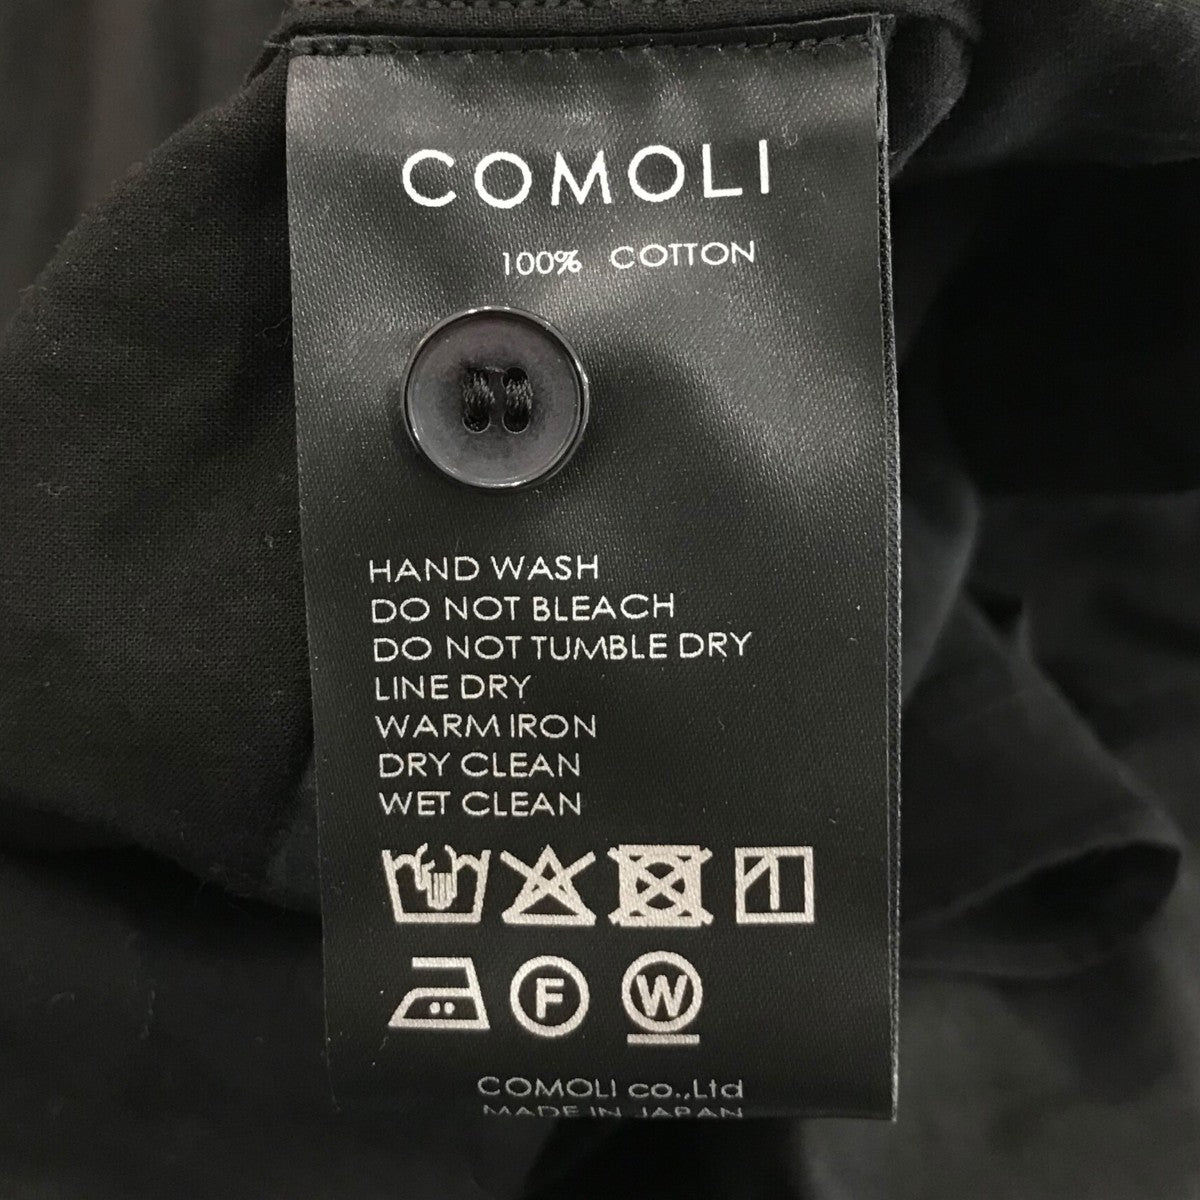 COMOLI
100% COTTON
HAND WASH
DO NOT BLEACH
DO NOT TUMBLE DRY
LINE DRY
WARM IRON
DRY CLEAN
WET CLEAN
F W
COMOLI co.,Ltd
MADE IN JAPAN